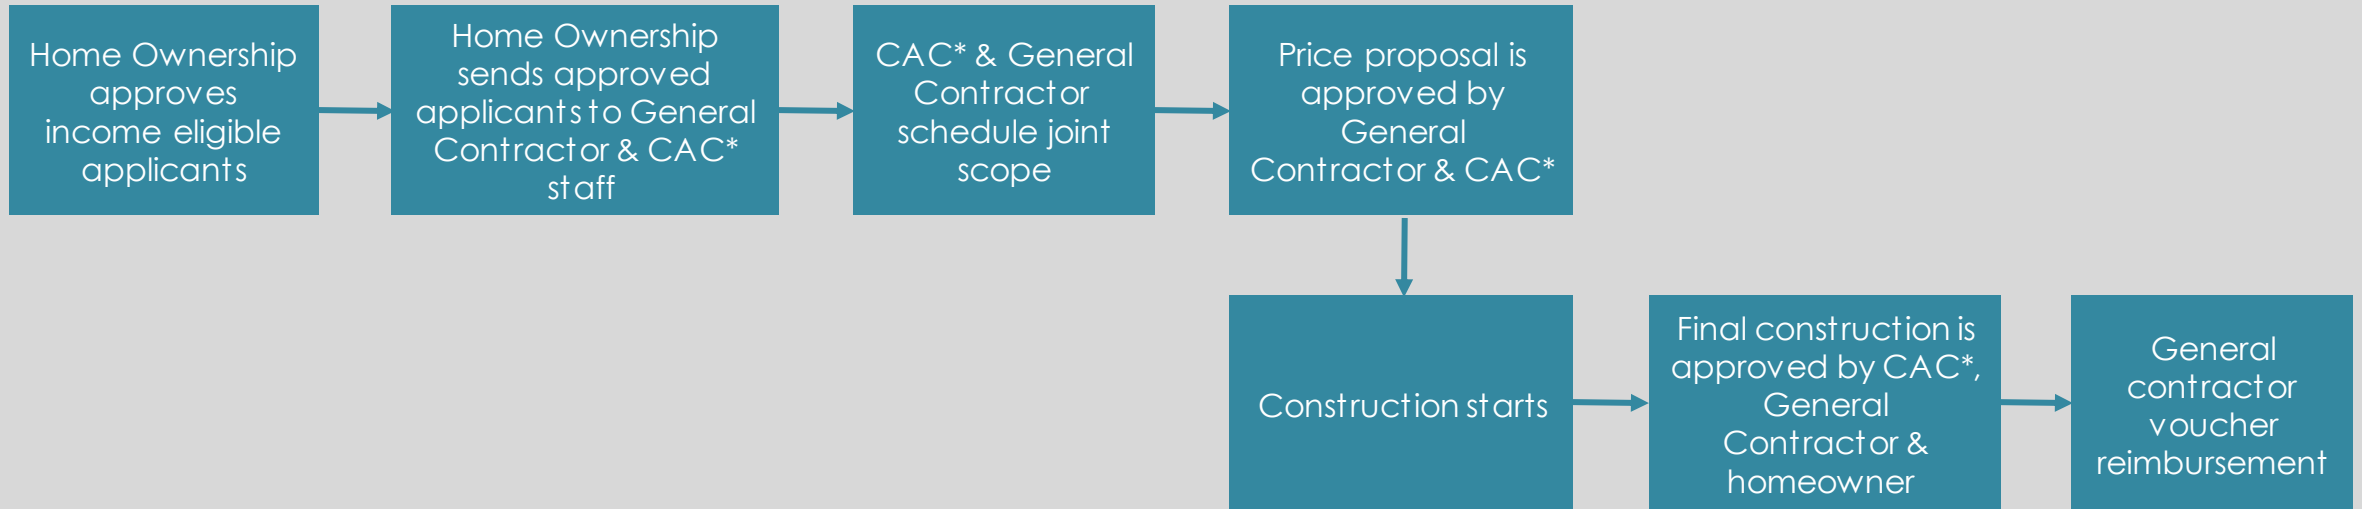 Home Ownership
approves
income eligible
applicants
Home Ownership
sends approved
applicants to General
Contractor & CAC*
staff
CAC* & General
Contractor
schedule joint
scope
Price proposal is
approved by
General
Contractor & CAC*
Construction starts
Final construction is
approved by CAC*,
General
Contractor &
homeowner
General
contractor
voucher
reimbursement